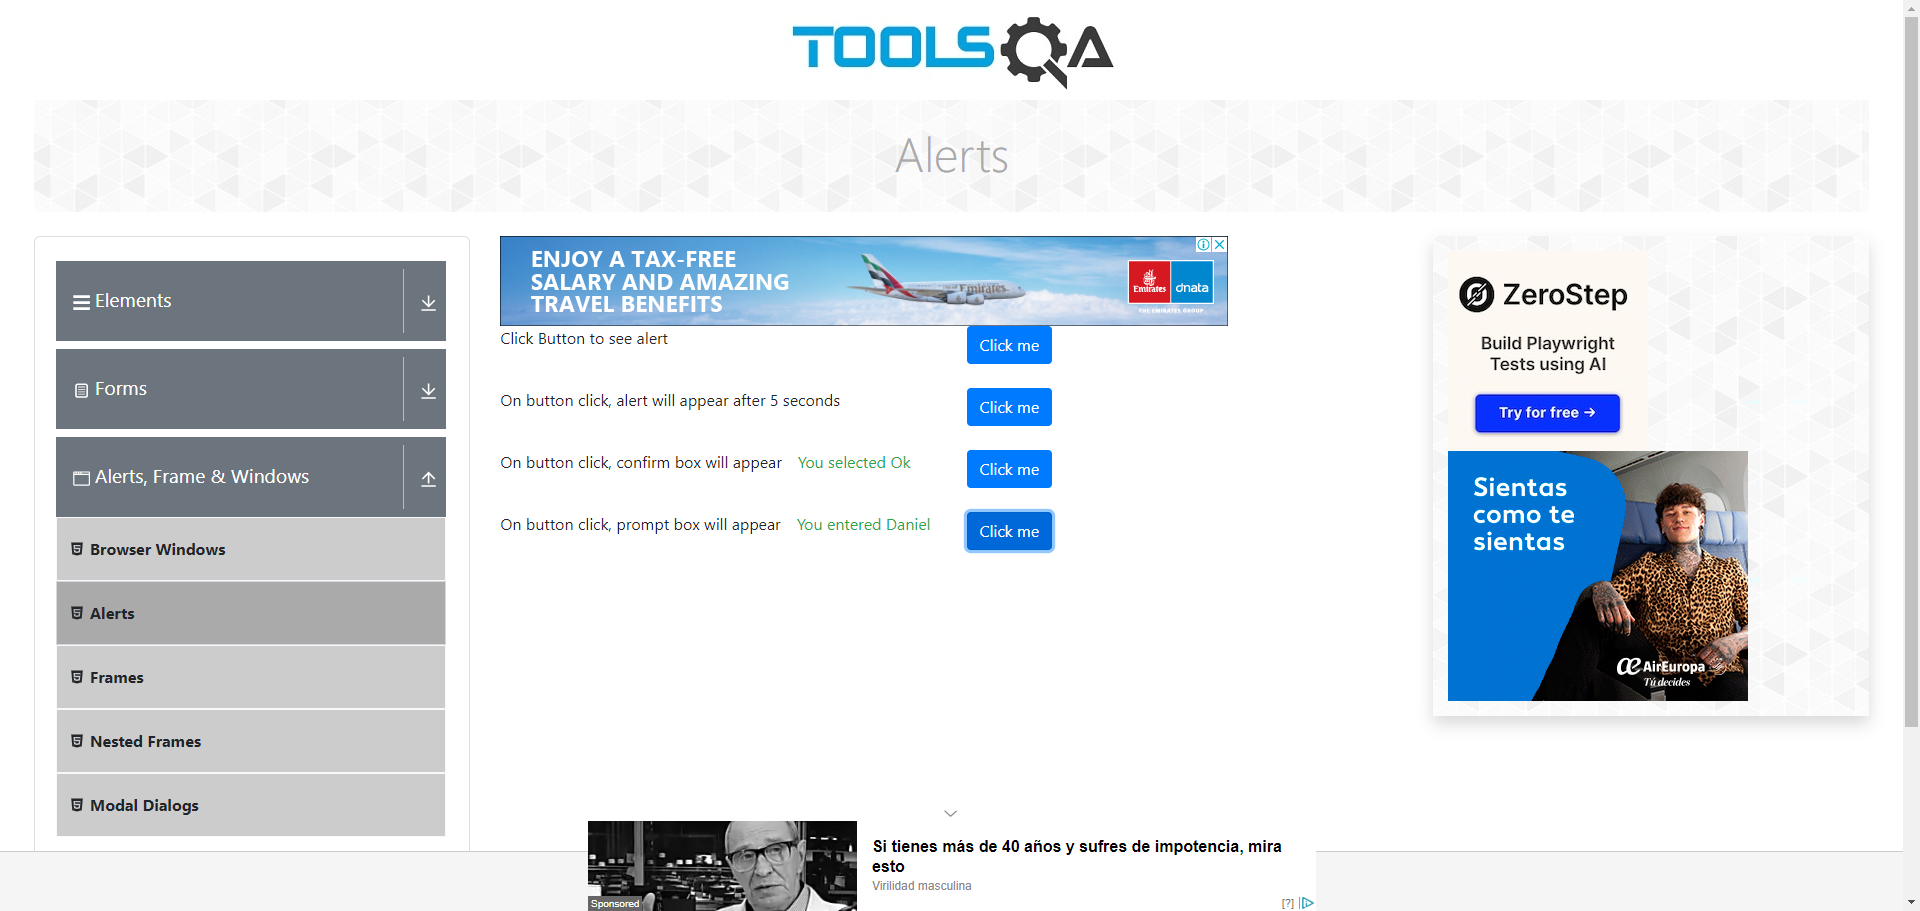 TOOLSQA
Alerts
Elements
Forms
Alerts, Frame & Windows
Browser Windows
Alerts
Frames
Nested Frames
Modal Dialogs
ENJOY A TAX-FREE
SALARY AND AMAZING
TRAVEL BENEFITS
Emirates
Emirates
dnata
THE EMIRATES GROUP
Click Button to see alert
Click me
On button click, alert will appear after 5 seconds
Click me
On button click, confirm box will appear You selected Ok
Click me
On button click, prompt box will appear You entered Daniel
Click me
ZeroStep
Build Playwright
Tests using AI
Try for free →
Sientas
como te
sientas
AirEuropa
Tú decides
Si tienes más de 40 años y sufres de impotencia, mira
esto
Virilidad masculina
Sponsored
[?]